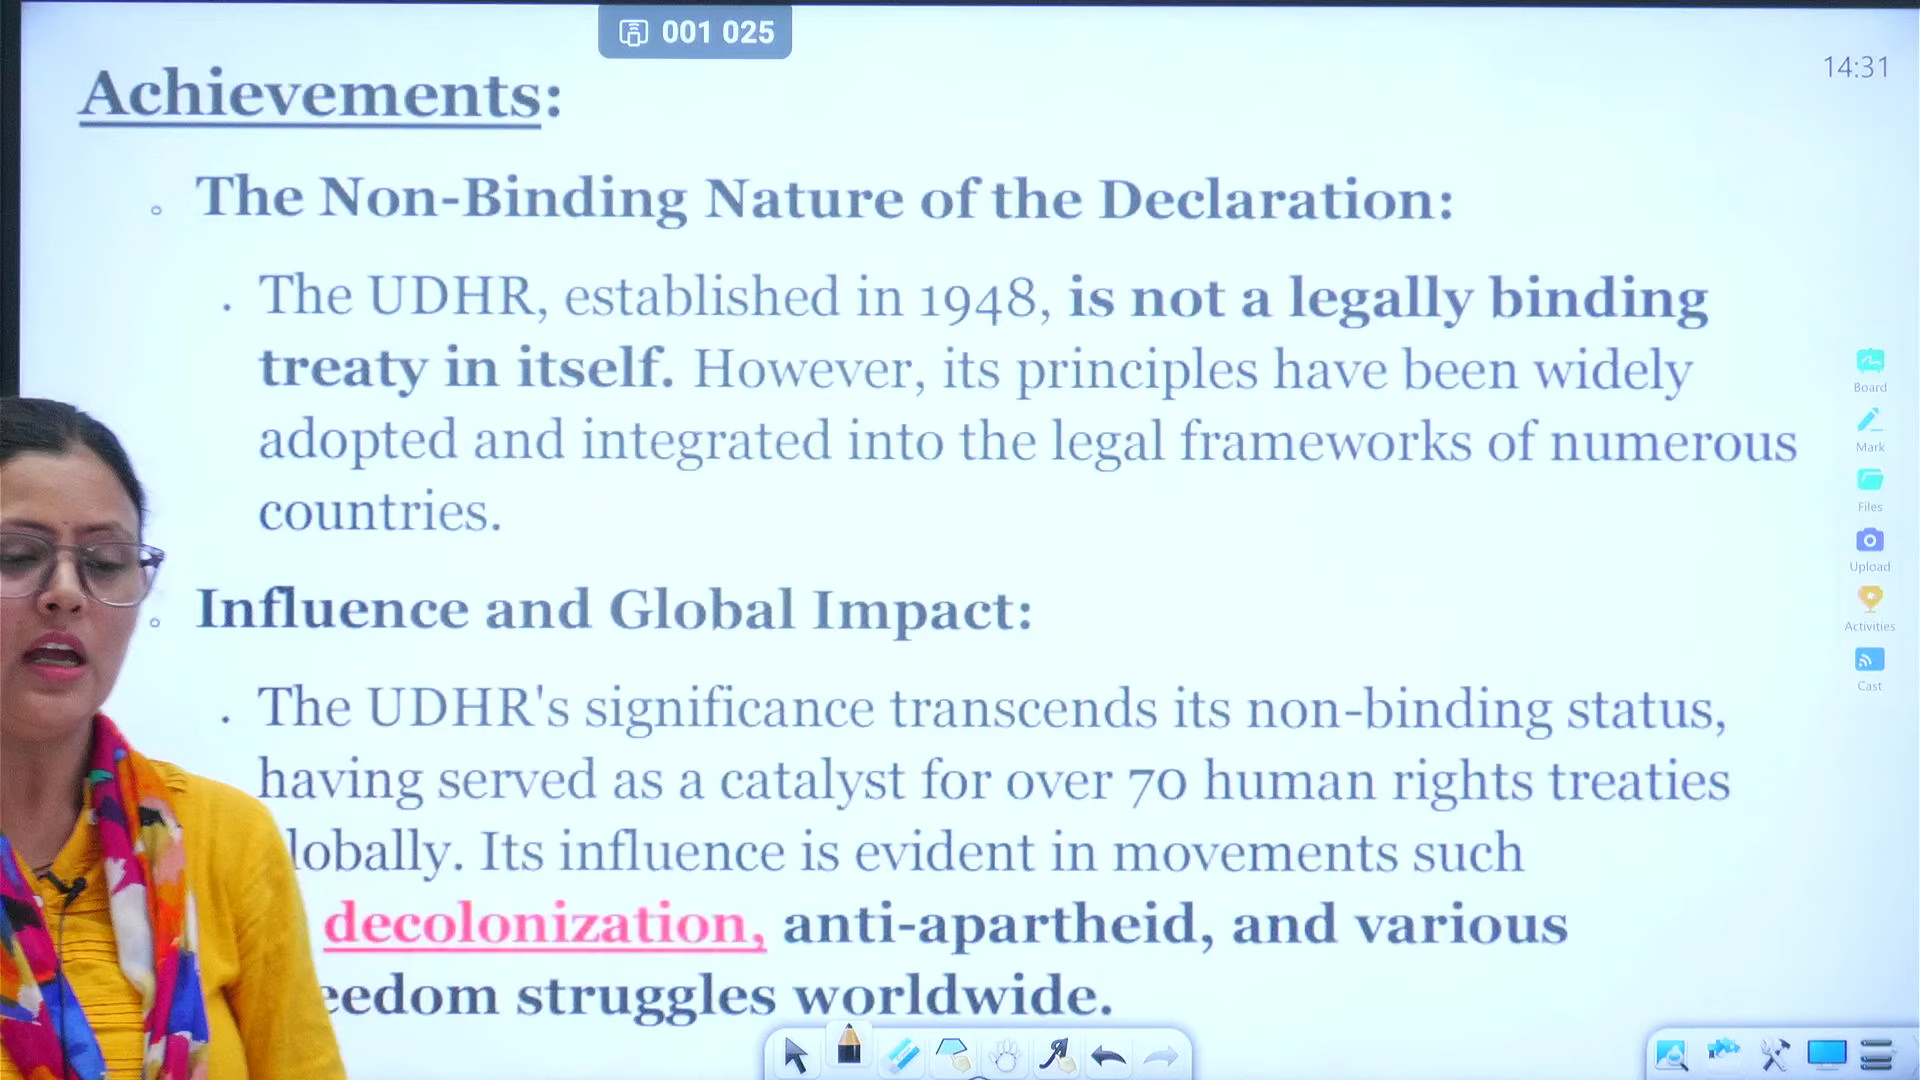 001 025
14:31
Achievements:
The Non-Binding Nature of the Declaration:
The UDHR, established in 1948, is not a legally binding
treaty in itself. However, its principles have been widely
adopted and integrated into the legal frameworks of numerous
countries.
Influence and Global Impact:
The UDHR's significance transcends its non-binding status,
having served as a catalyst for over 70 human rights treaties
lobally. Its influence is evident in movements such
decolonization, anti-apartheid, and various
eedom struggles worldwide.
Board
Mark
Files
Upload
Activities
Cast